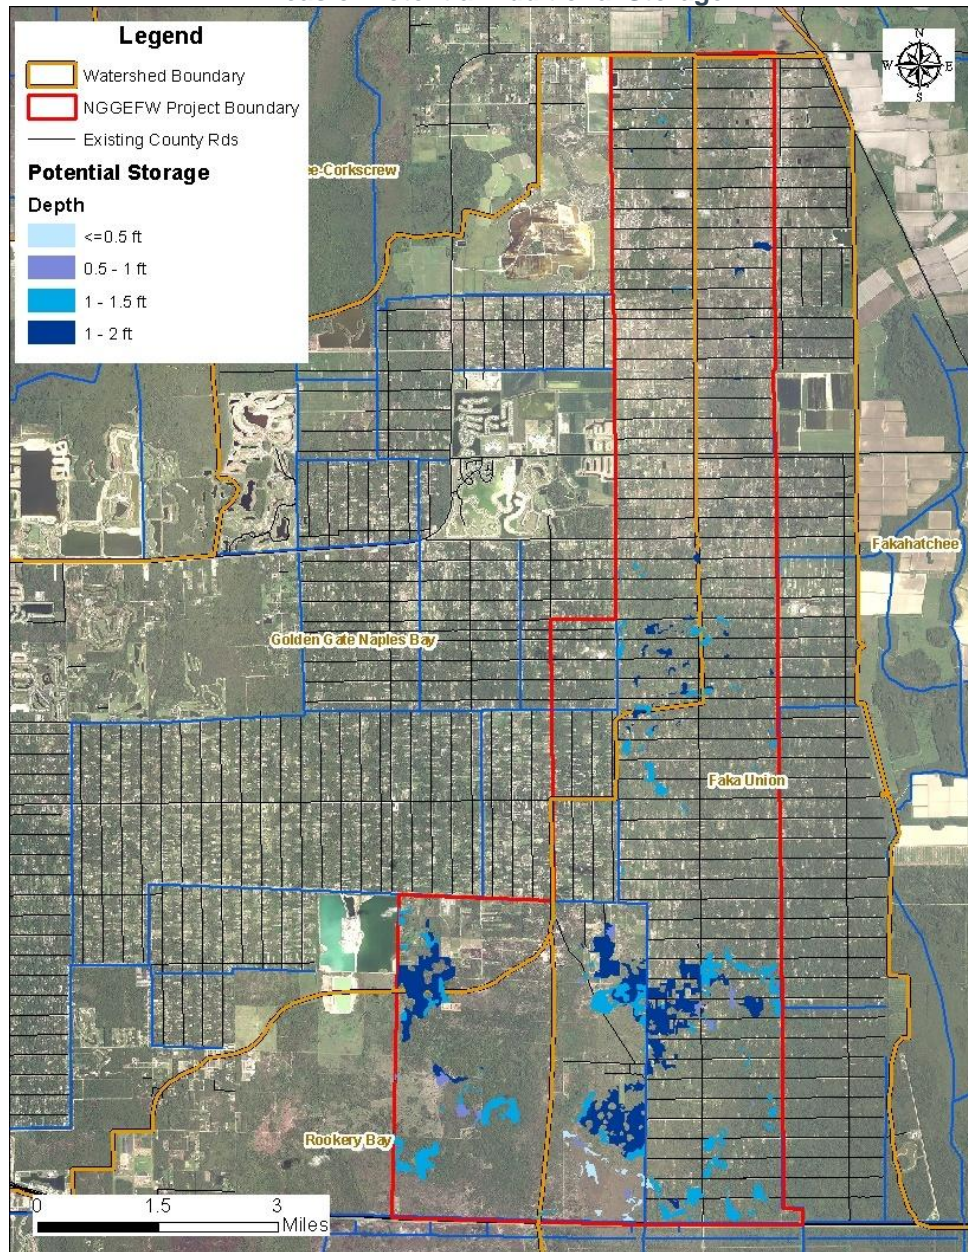 Legend
Watershed Boundary
NGGEFW Project Boundary
Existing County Rds
Potential Storage
Depth
<=0.5 ft
0.5 - 1 ft
1 - 1.5 ft
1 - 2 ft
N
W E
S
ee-Corkscrew
Fakahatchee
Golden Gate Naples Bay
Faka Union
Rookery Bay
0 1.5 3
Miles